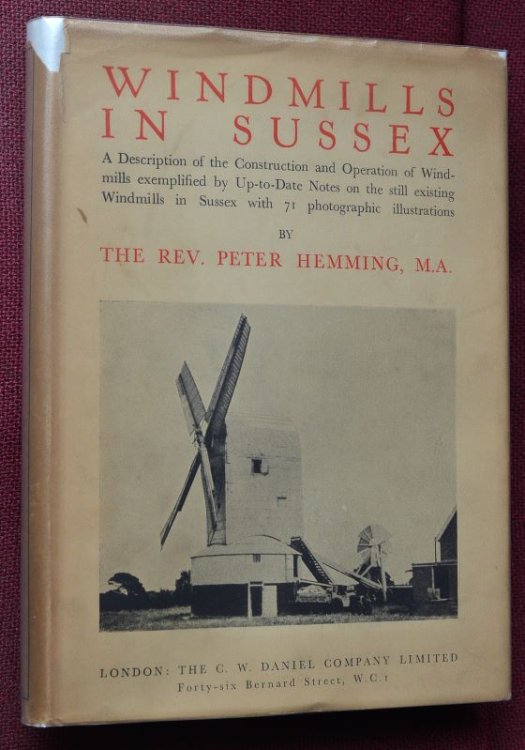 WINDMILLS
IN SUSSEX
A Description of the Construction and Operation of Wind-
mills exemplified by Up-to-Date Notes on the still existing
Windmills in Sussex with 71 photographic illustrations
BY
THE REV. PETER HEMMING, M.A.
LONDON: THE C. W. DANIEL COMPANY LIMITED
Forty-six Bernard Street, W.C.1